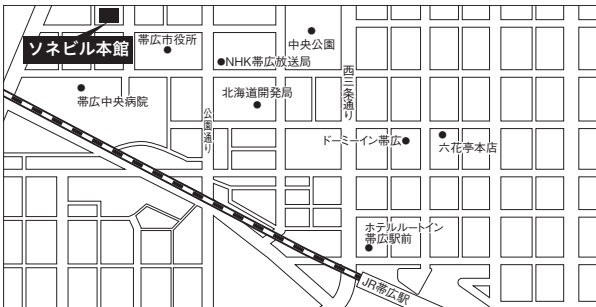 ソネビル本館
帯広市役所
中央公園
NHK帯広放送局
帯広中央病院
北海道開発局
公園通り
西三条通り
ドーミーイン帯広
六花亭本店
ホテルルートイン
帯広駅前
JR帯広駅